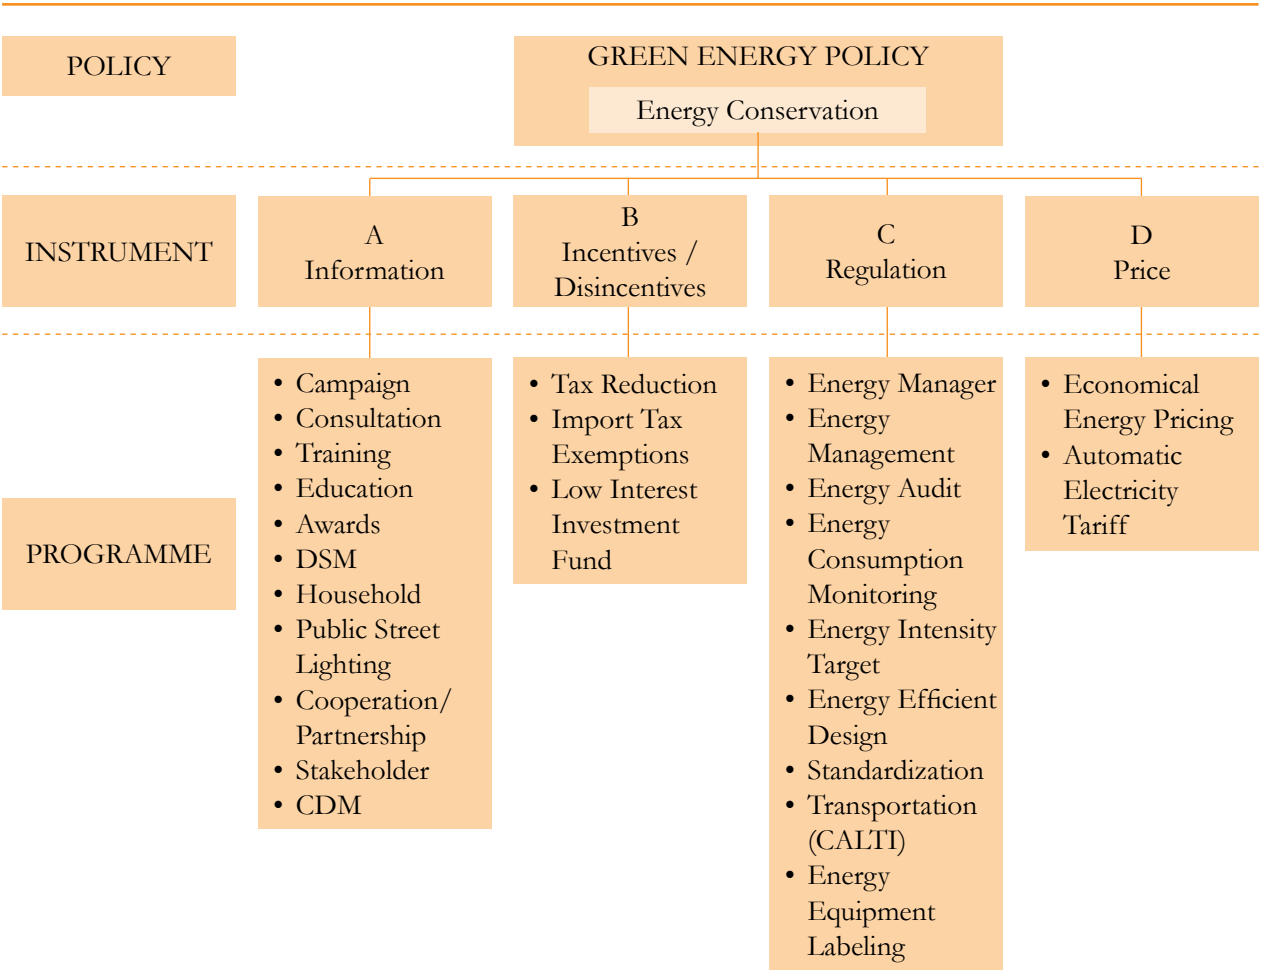 POLICY
GREEN ENERGY POLICY
Energy Conservation
INSTRUMENT
A
Information
B
Incentives /
Disincentives
C
Regulation
D
Price
PROGRAMME
• Campaign
• Consultation
• Training
• Education
• Awards
• DSM
• Household
• Public Street
Lighting
• Cooperation/
Partnership
• Stakeholder
• CDM
• Tax Reduction
• Import Tax
Exemptions
• Low Interest
Investment
Fund
• Energy Manager
• Energy
Management
• Energy Audit
• Energy
Consumption
Monitoring
• Energy Intensity
Target
• Energy Efficient
Design
• Standardization
• Transportation
(CALTI)
• Energy
Equipment
Labeling
• Economical
Energy Pricing
• Automatic
Electricity
Tariff